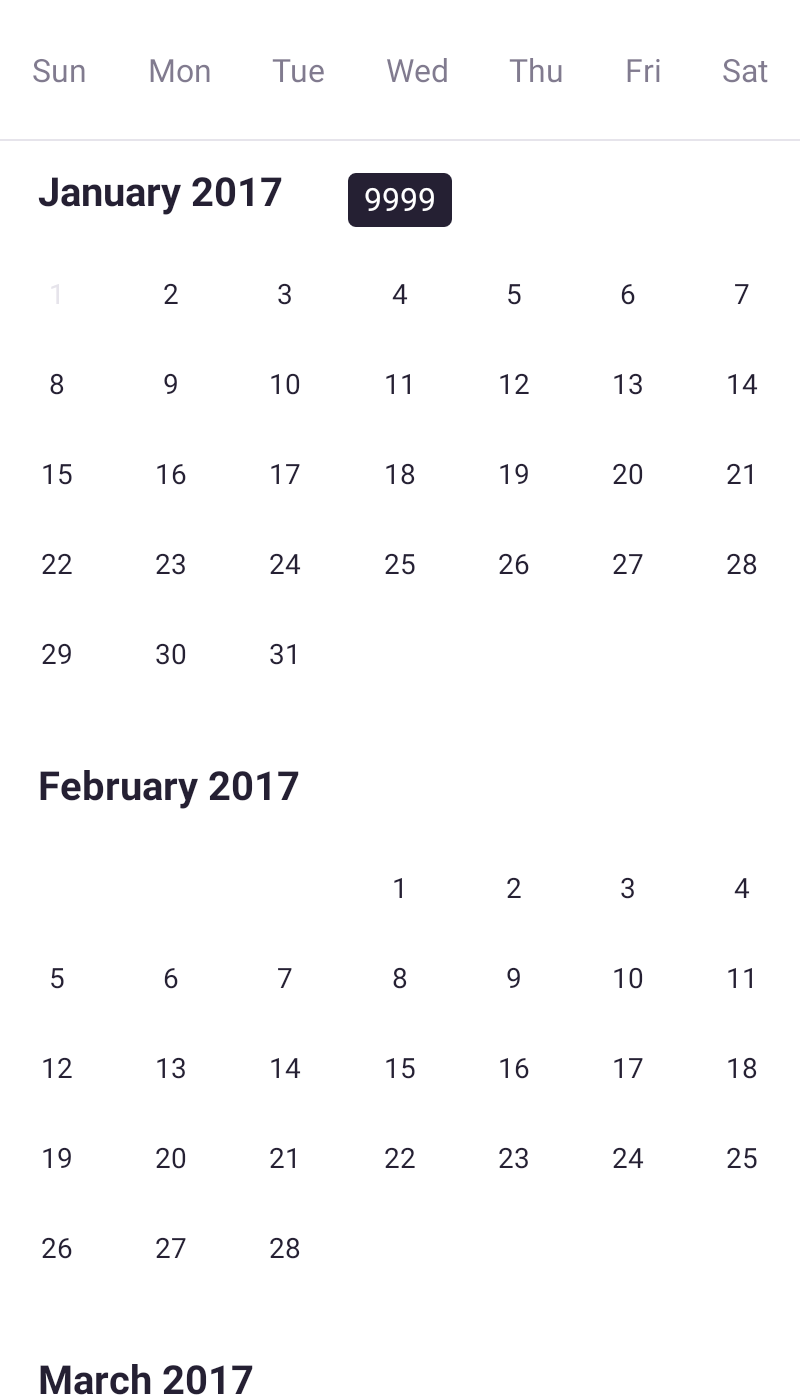 Sun Mon Tue Wed Thu Fri Sat
January 2017 9999
1 2 3 4 5 6 7
8 9 10 11 12 13 14
15 16 17 18 19 20 21
22 23 24 25 26 27 28
29 30 31
February 2017
1 2 3 4
5 6 7 8 9 10 11
12 13 14 15 16 17 18
19 20 21 22 23 24 25
26 27 28
March 2017